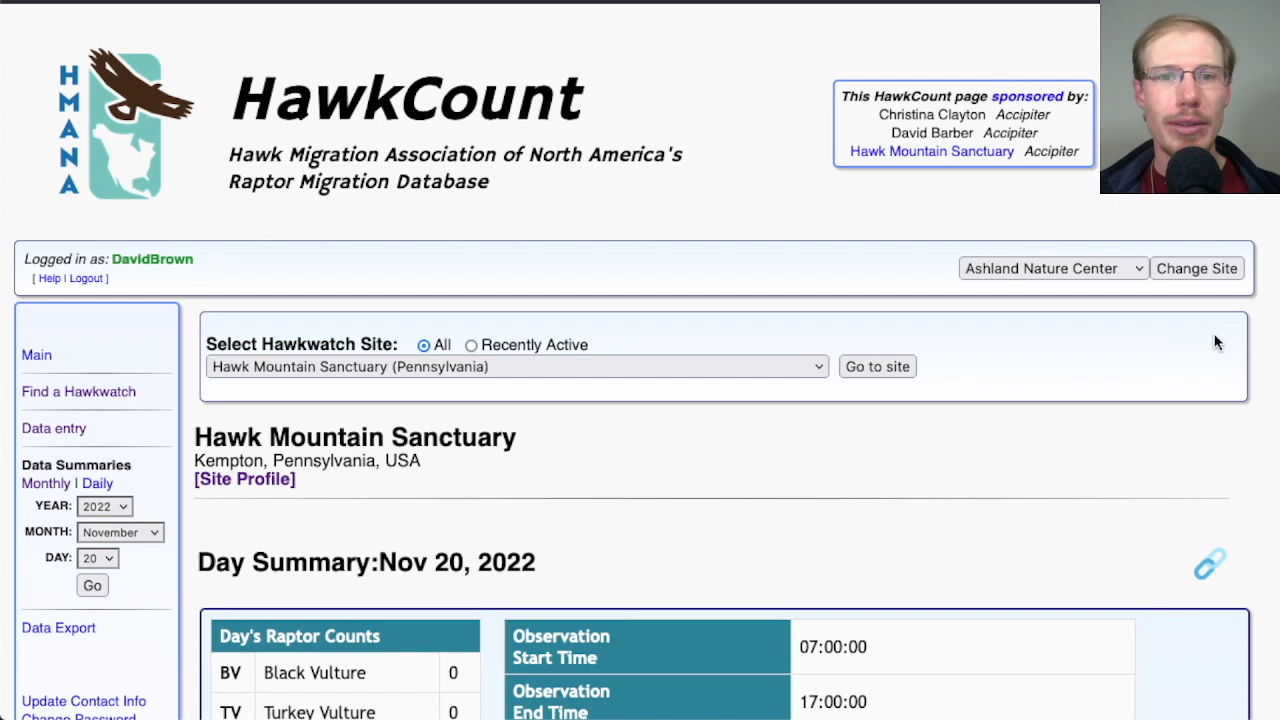 HMANA
HawkCount
Hawk Migration Association of North America's
Raptor Migration Database
This HawkCount page sponsored by:
Christina Clayton Accipiter
David Barber Accipiter
Hawk Mountain Sanctuary Accipiter
Logged in as: DavidBrown
[ Help | Logout ]
Ashland Nature Center
Change Site
Main
Find a Hawkwatch
Data entry
Data Summaries
Monthly | Daily
YEAR: 2022
MONTH: November
DAY: 20
Go
Data Export
Update Contact Info
Change Password
Select Hawkwatch Site: All Recently Active
Hawk Mountain Sanctuary (Pennsylvania)
Go to site
Hawk Mountain Sanctuary
Kempton, Pennsylvania, USA
[Site Profile]
Day Summary:Nov 20, 2022
Day's Raptor Counts
BV Black Vulture 0
TV Turkey Vulture 0
Observation
Start Time
07:00:00
Observation
End Time
17:00:00